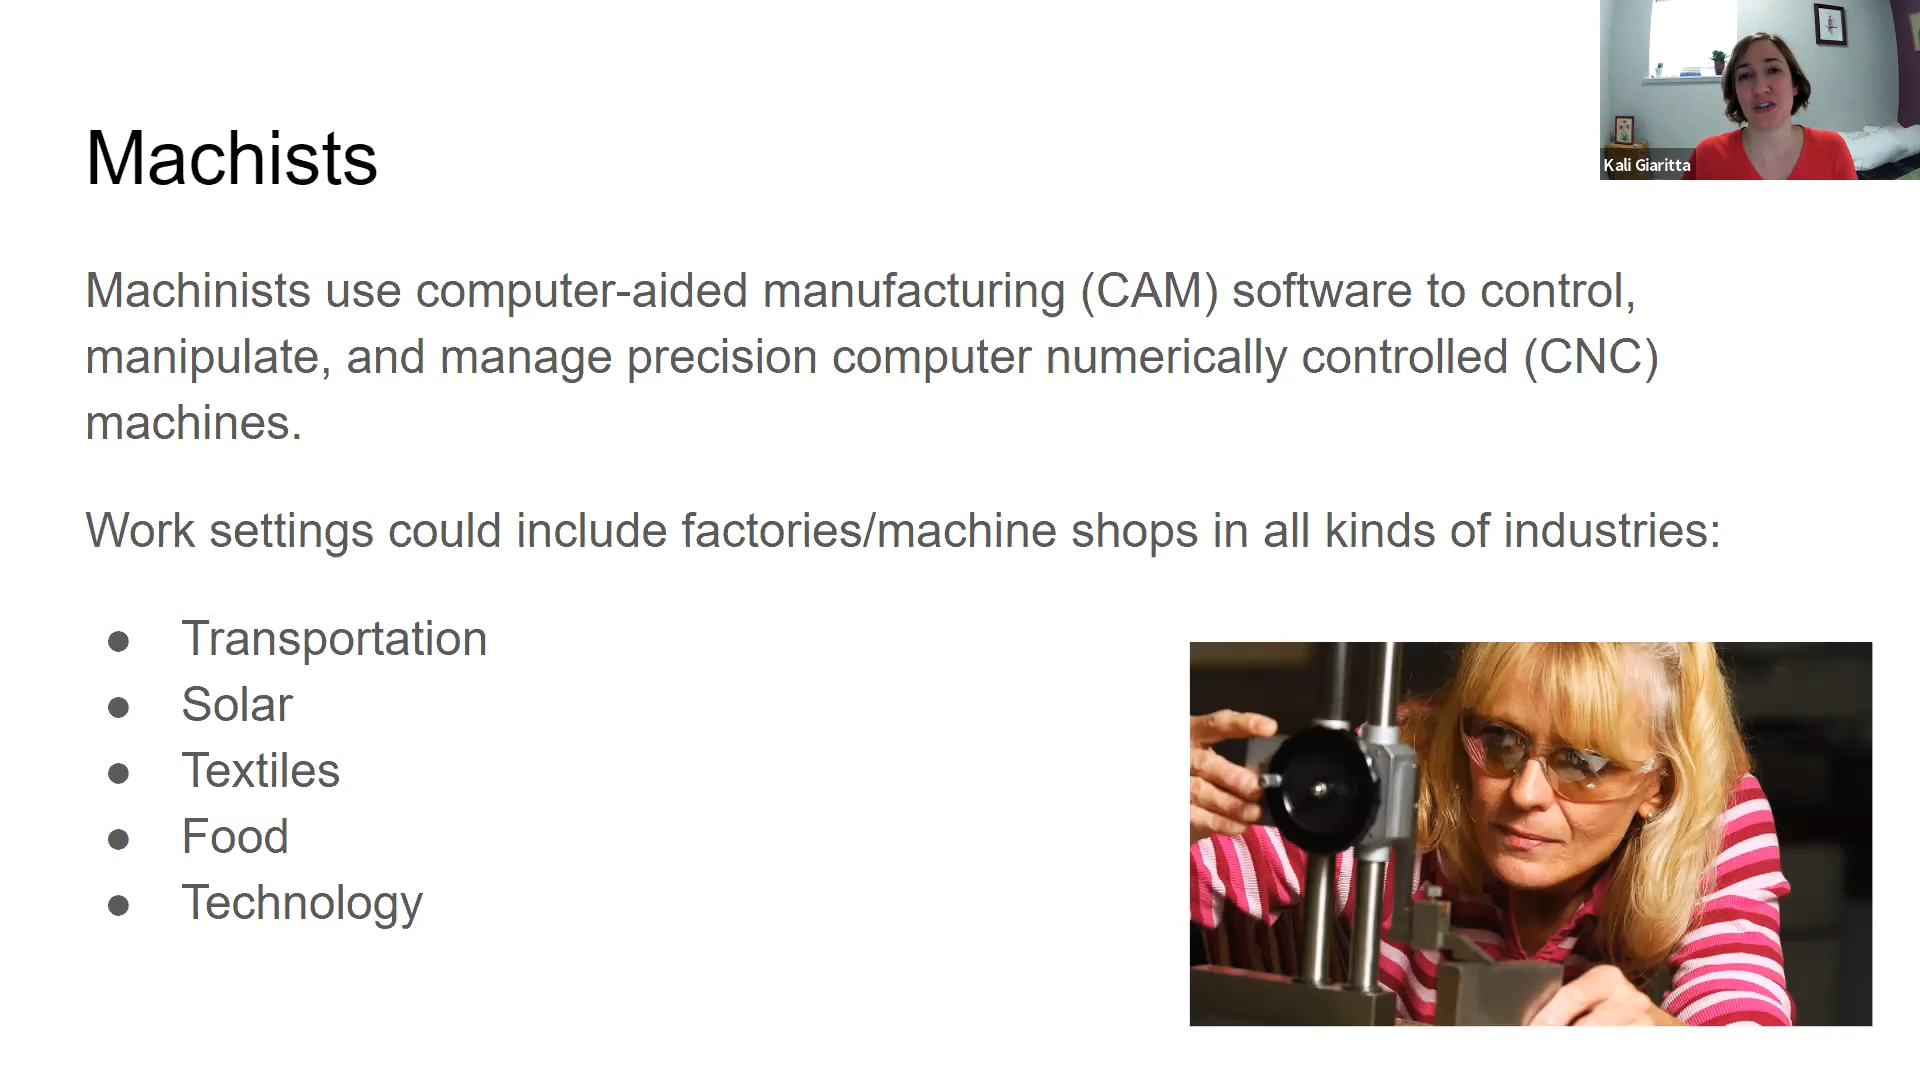 Kali Giaritta
Machists
Machinists use computer-aided manufacturing (CAM) software to control,
manipulate, and manage precision computer numerically controlled (CNC)
machines.
Work settings could include factories/machine shops in all kinds of industries:
● Transportation
● Solar
● Textiles
● Food
● Technology